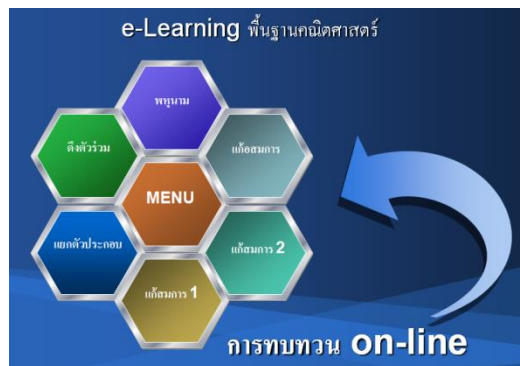 e-Learning พื้นฐานคณิตศาสตร์
พหุนาม
ดึงตัวร่วม
แก้อสมการ
MENU
แยกตัวประกอบ
แก้สมการ 2
แก้สมการ 1
การทบทวน on-line